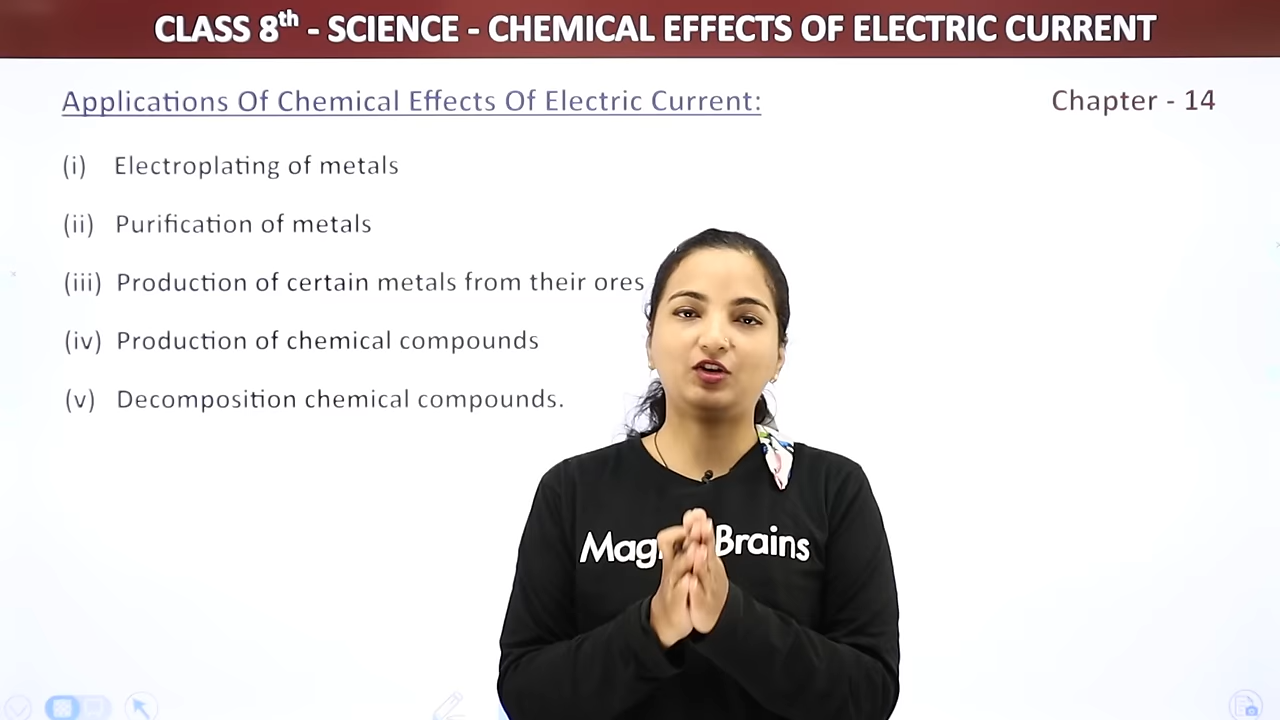 CLASS 8th - SCIENCE - CHEMICAL EFFECTS OF ELECTRIC CURRENT
Applications Of Chemical Effects Of Electric Current:
Chapter - 14
(i) Electroplating of metals
(ii) Purification of metals
(iii) Production of certain metals from their ores
(iv) Production of chemical compounds
(v) Decomposition chemical compounds.
Mag Brains